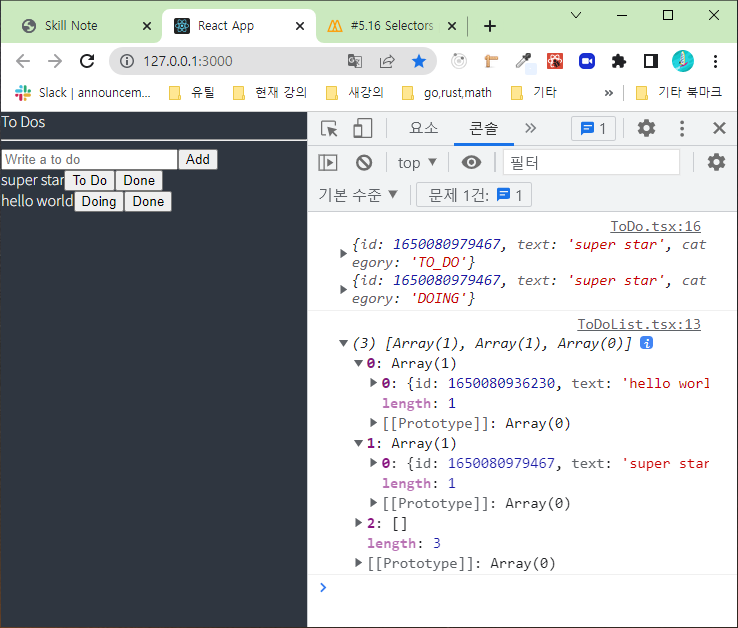 Skill Note
React App
#5.16 Selectors
127.0.0.1:3000
Slack | announcem...
유틸
현재 강의
새강의
go,rust,math
기타
»
기타 북마크
To Dos
Write a to do Add
super star To Do Done
hello world Doing Done
요소
콘솔
1
top
필터
기본 수준
문제 1건: 1
ToDo.tsx:16
{id: 1650080979467, text: 'super star', cat
egory: 'TO_DO'}
{id: 1650080979467, text: 'super star', cat
egory: 'DOING'}
ToDoList.tsx:13
(3) [Array(1), Array(1), Array(0)]
0: Array(1)
0: {id: 1650080936230, text: 'hello worl
length: 1
[[Prototype]]: Array(0)
1: Array(1)
0: {id: 1650080979467, text: 'super star
length: 1
[[Prototype]]: Array(0)
2: []
length: 3
[[Prototype]]: Array(0)